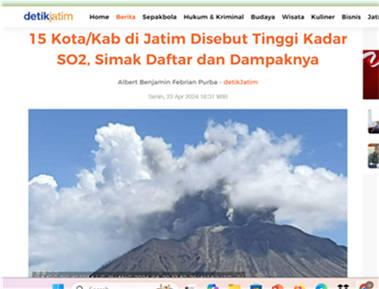 detikjatim
Home Berita Sepakbola Hukum & Kriminal Budaya Wisata Kuliner Bisnis Jati
15 Kota/Kab di Jatim Disebut Tinggi Kadar
SO2, Simak Daftar dan Dampaknya
Albert Benjamin Febrian Purba - detikJatim
Senin, 22 Apr 2024 18:31 WIB